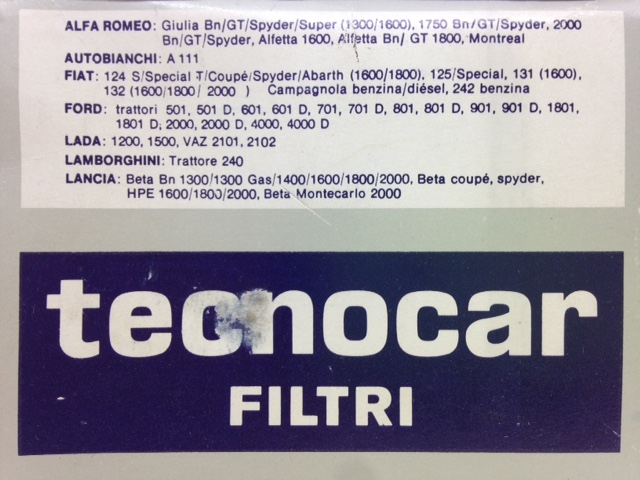 ALFA ROMEO: Giulia Bn/GT/Spyder/Super (1300/1600), 1750 Bn/GT/Spyder, 2000
Bn/GT/Spyder, Alfetta 1600, Alfetta Bn/ GT 1800, Montreal
AUTOBIANCHI: A 111
FIAT: 124 S/Special T/Coupé/Spyder/Abarth (1600/1800), 125/Special, 131 (1600),
132 (1600/1800/ 2000 ) Campagnola benzina/diésel, 242 benzina
FORD: trattori 501, 501 D, 601, 601 D, 701, 701 D, 801, 801 D, 901, 901 D, 1801,
1801 D, 2000, 2000 D, 4000, 4000 D
LADA: 1200, 1500, VAZ 2101, 2102
LAMBORGHINI: Trattore 240
LANCIA: Beta Bn 1300/1300 Gas/1400/1600/1800/2000, Beta coupé, spyder,
HPE 1600/1800/2000, Beta Montecarlo 2000
tecnocar
FILTRI